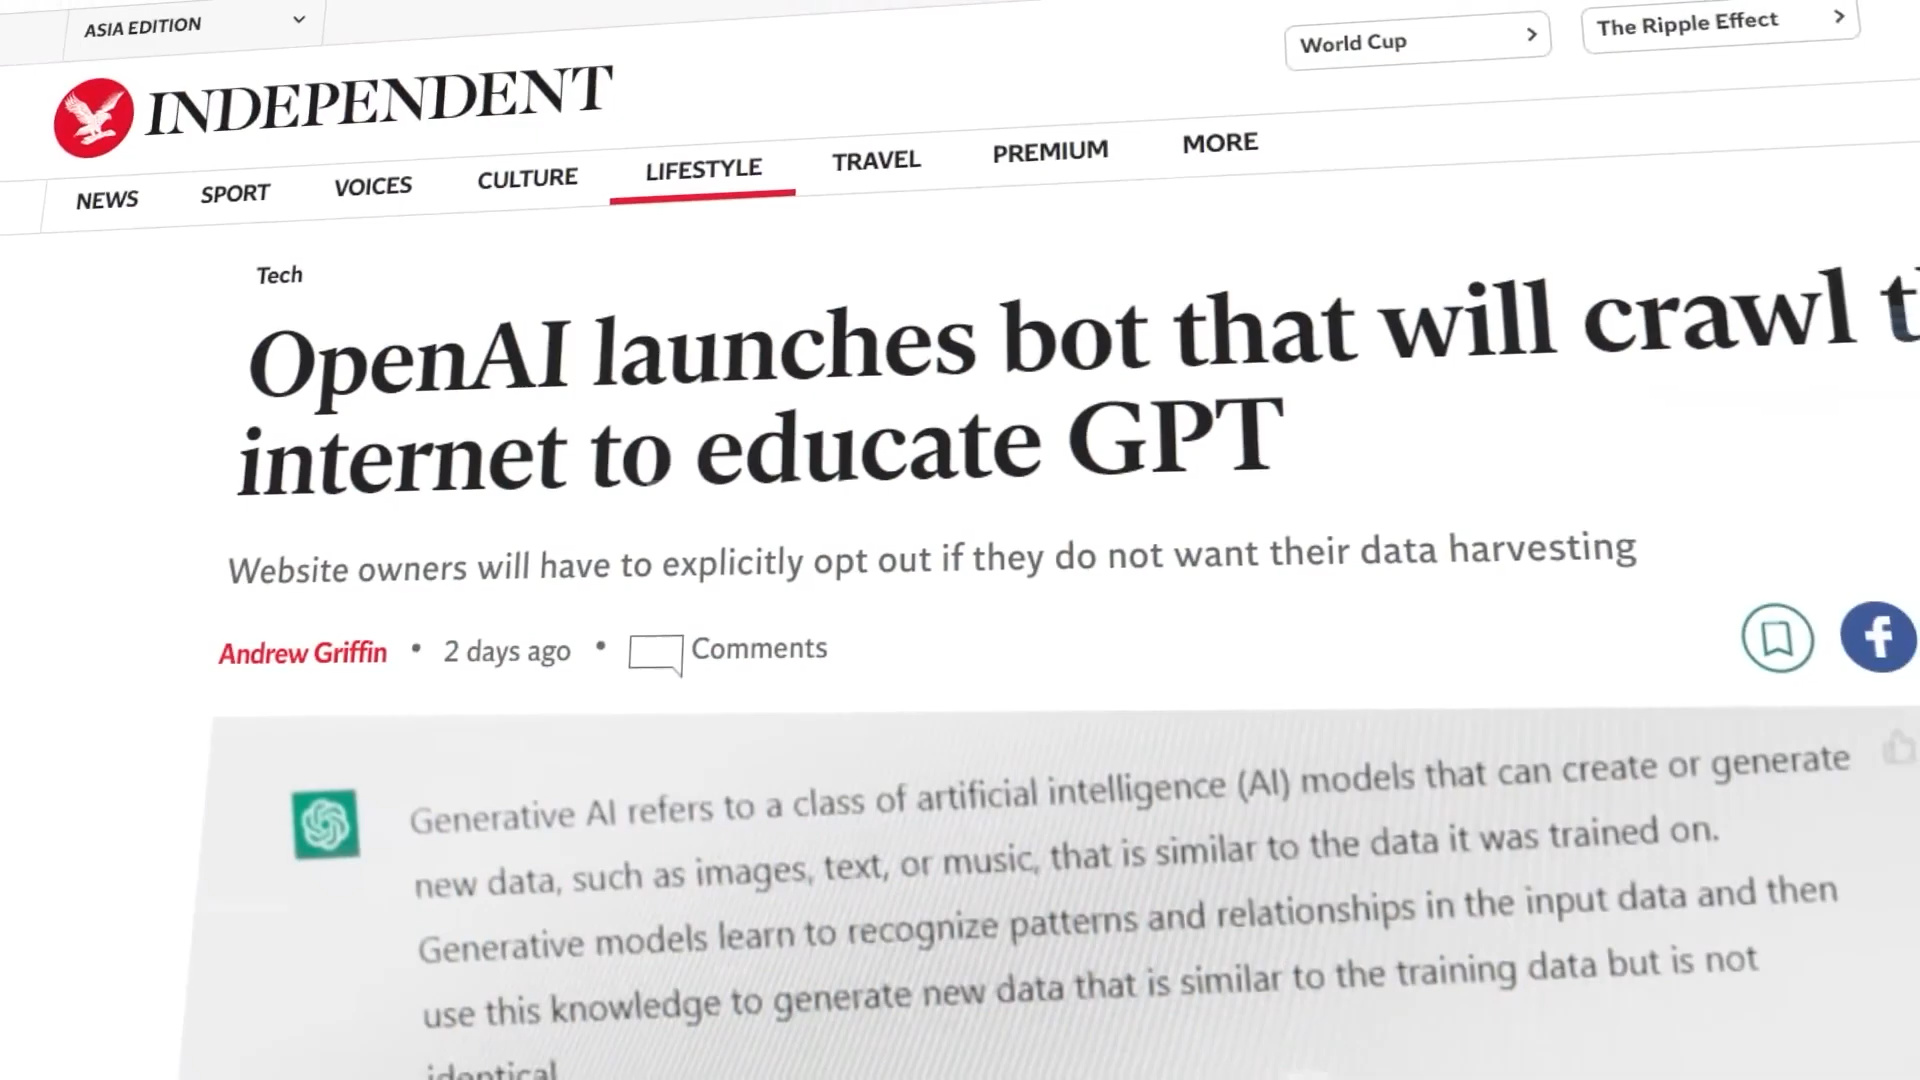 ASIA EDITION
World Cup
The Ripple Effect
INDEPENDENT
NEWS SPORT VOICES CULTURE LIFESTYLE TRAVEL PREMIUM MORE
Tech
OpenAI launches bot that will crawl t
internet to educate GPT
Website owners will have to explicitly opt out if they do not want their data harvesting
Andrew Griffin • 2 days ago • Comments
Generative AI refers to a class of artificial intelligence (AI) models that can create or generate
new data, such as images, text, or music, that is similar to the data it was trained on.
Generative models learn to recognize patterns and relationships in the input data and then
use this knowledge to generate new data that is similar to the training data but is not
identical